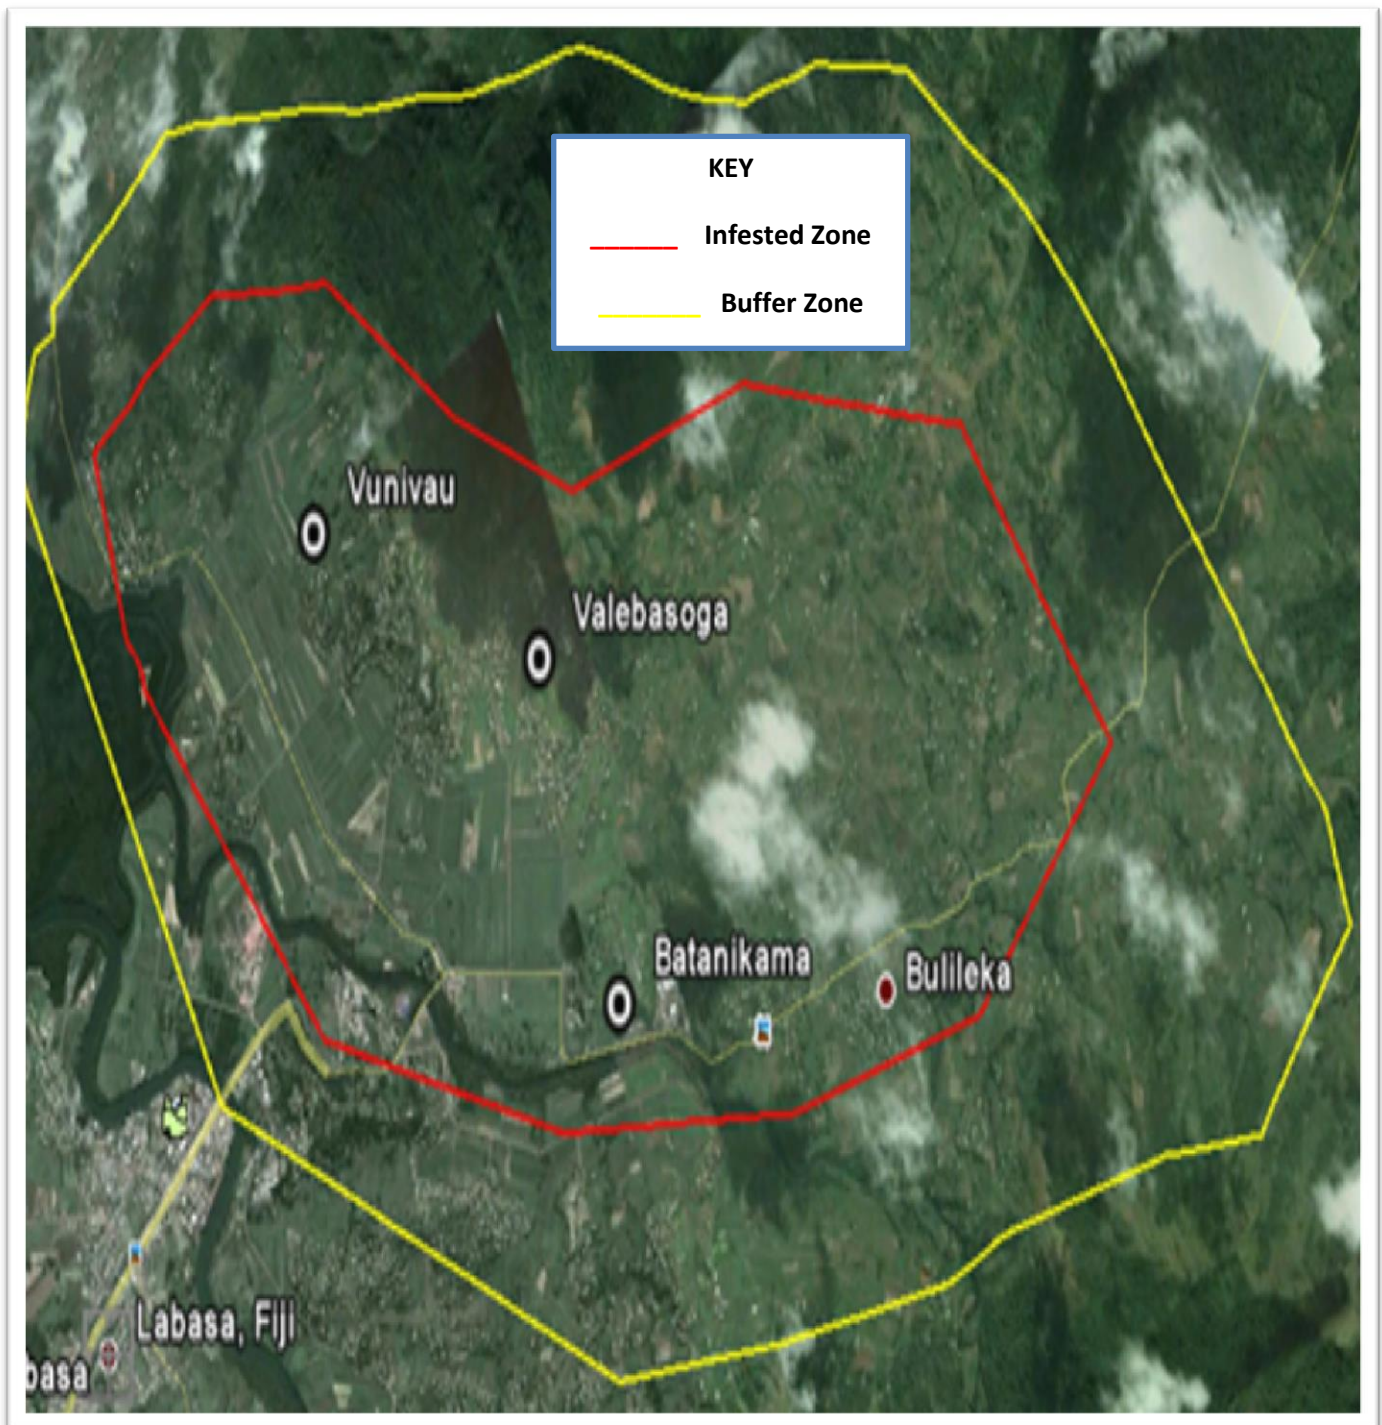 KEY
Infested Zone
Buffer Zone
Vunivau
Valebasoga
Batanikama
Bulileka
Labasa, Fiji
basa